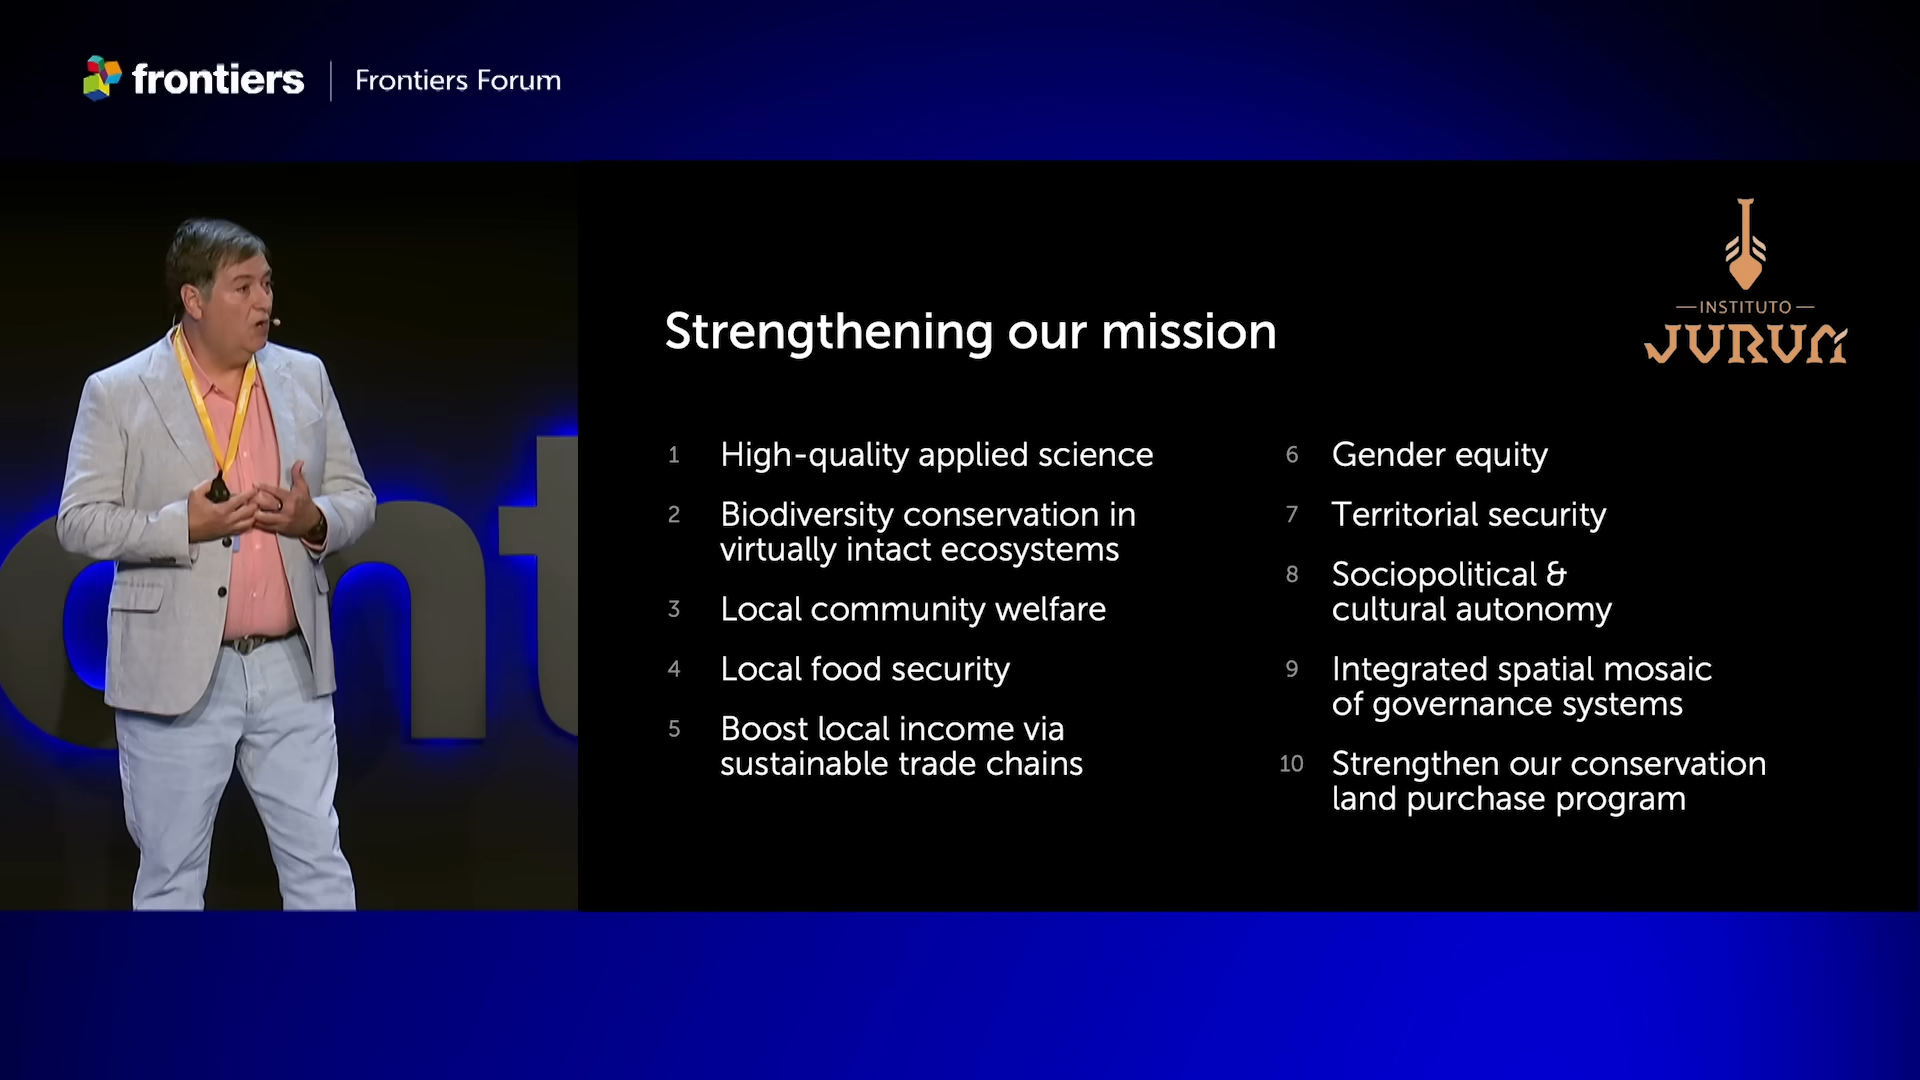 frontiers
Frontiers Forum
INSTITUTO
JURUÁ
Strengthening our mission
1 High-quality applied science
2 Biodiversity conservation in
virtually intact ecosystems
3 Local community welfare
4 Local food security
5 Boost local income via
sustainable trade chains
6 Gender equity
7 Territorial security
8 Sociopolitical &
cultural autonomy
9 Integrated spatial mosaic
of governance systems
10 Strengthen our conservation
land purchase program
ont